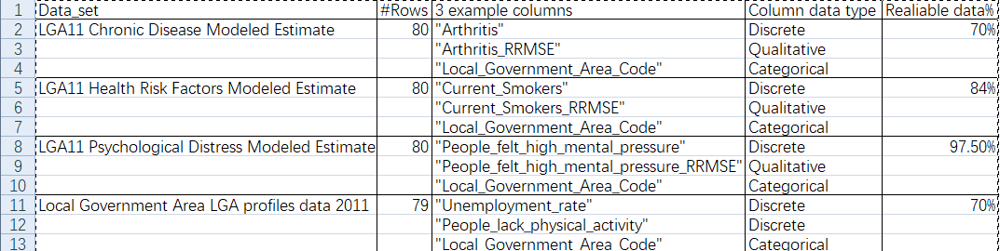 1 Data_set #Rows 3 example columns Column data type Realiable data%
2 LGA11 Chronic Disease Modeled Estimate 80 "Arthritis" Discrete 70%
3 "Arthritis_RRMSE" Qualitative
4 "Local_Government_Area_Code" Categorical
5 LGA11 Health Risk Factors Modeled Estimate 80 "Current_Smokers" Discrete 84%
6 "Current_Smokers_RRMSE" Qualitative
7 "Local_Government_Area_Code" Categorical
8 LGA11 Psychological Distress Modeled Estimate 80 "People_felt_high_mental_pressure" Discrete 97.50%
9 "People_felt_high_mental_pressure_RRMSE" Qualitative
10 "Local_Government_Area_Code" Categorical
11 Local Government Area LGA profiles data 2011 79 "Unemployment_rate" Discrete 70%
12 "People_lack_physical_activity" Discrete
13 "Local_Government_Area_Code" Categorical